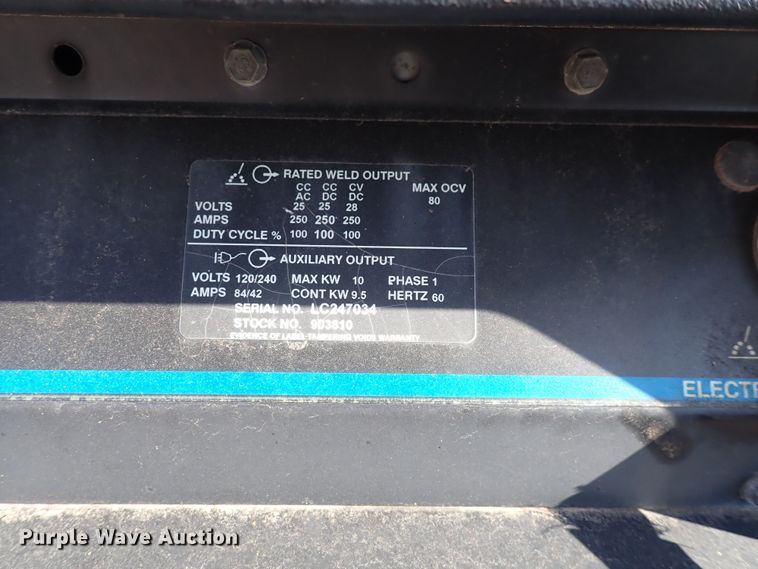 RATED WELD OUTPUT
CC CC CV MAX OCV
AC DC DC 80
VOLTS 25 25 28
AMPS 250 250 250
DUTY CYCLE % 100 100 100
AUXILIARY OUTPUT
VOLTS 120/240 MAX KW 10 PHASE 1
AMPS 84/42 CONT KW 9.5 HERTZ 60
SERIAL NO. LC247034
STOCK NO. 903810
EVIDENCE OF LABEL TAMPERING VOIDS WARRANTY
ELECTR
Purple Wave Auction